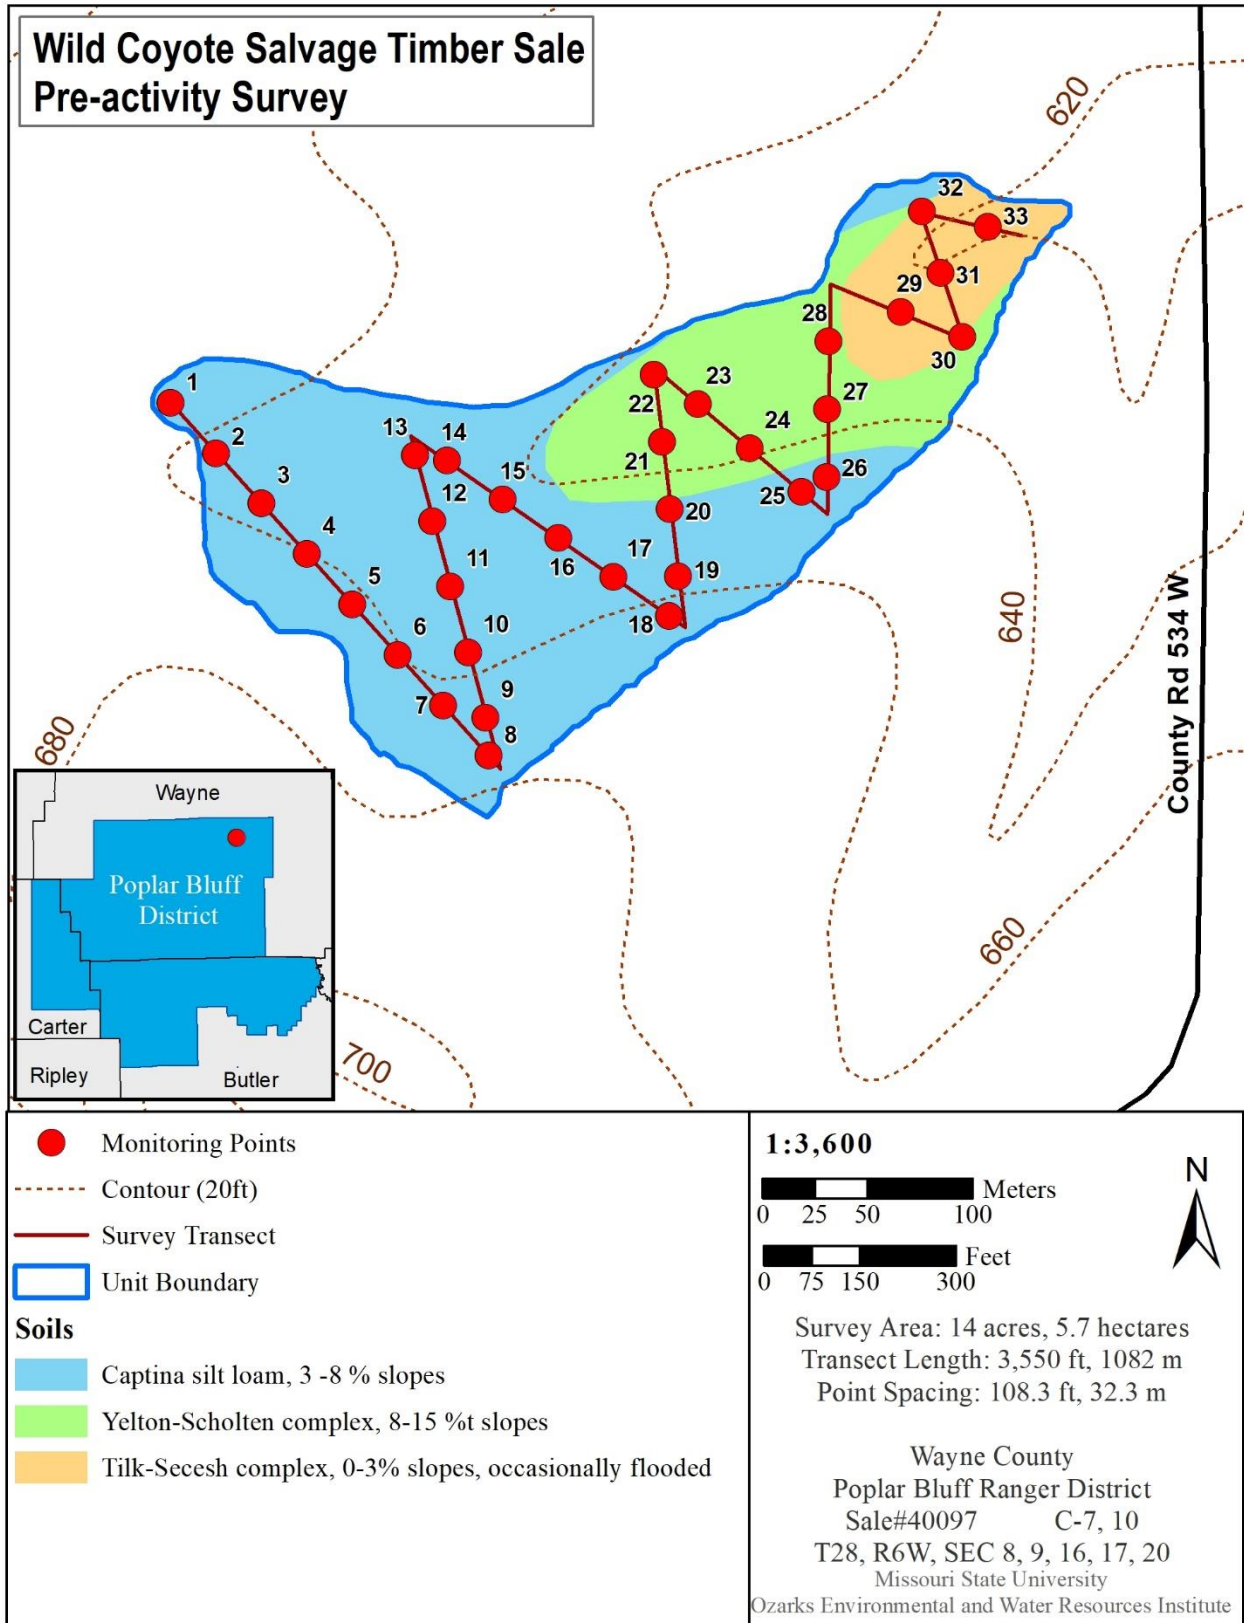 Wild Coyote Salvage Timber Sale
Pre-activity Survey
620
32
33
31
29
28
30
1
23
22
27
2
13
14
24
21
3
15
26
25
12
20
4
11
16
17
19
5
640
6
10
18
7
9
8
County Rd 534 W
680
660
700
Wayne
Poplar Bluff
District
Carter
Ripley
Butler
Monitoring Points
Contour (20ft)
Survey Transect
Unit Boundary
Soils
Captina silt loam, 3 -8 % slopes
Yelton-Scholten complex, 8-15 %t slopes
Tilk-Secesh complex, 0-3% slopes, occasionally flooded
1:3,600
Meters
0 25 50 100
Feet
0 75 150 300
N
Survey Area: 14 acres, 5.7 hectares
Transect Length: 3,550 ft, 1082 m
Point Spacing: 108.3 ft, 32.3 m
Wayne County
Poplar Bluff Ranger District
Sale#40097 C-7, 10
T28, R6W, SEC 8, 9, 16, 17, 20
Missouri State University
Ozarks Environmental and Water Resources Institute